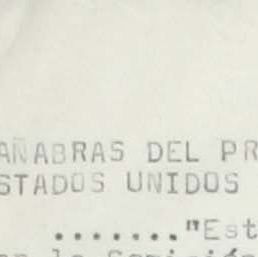 AÑABRAS DEL PR
STADOS UNIDOS
......."Est